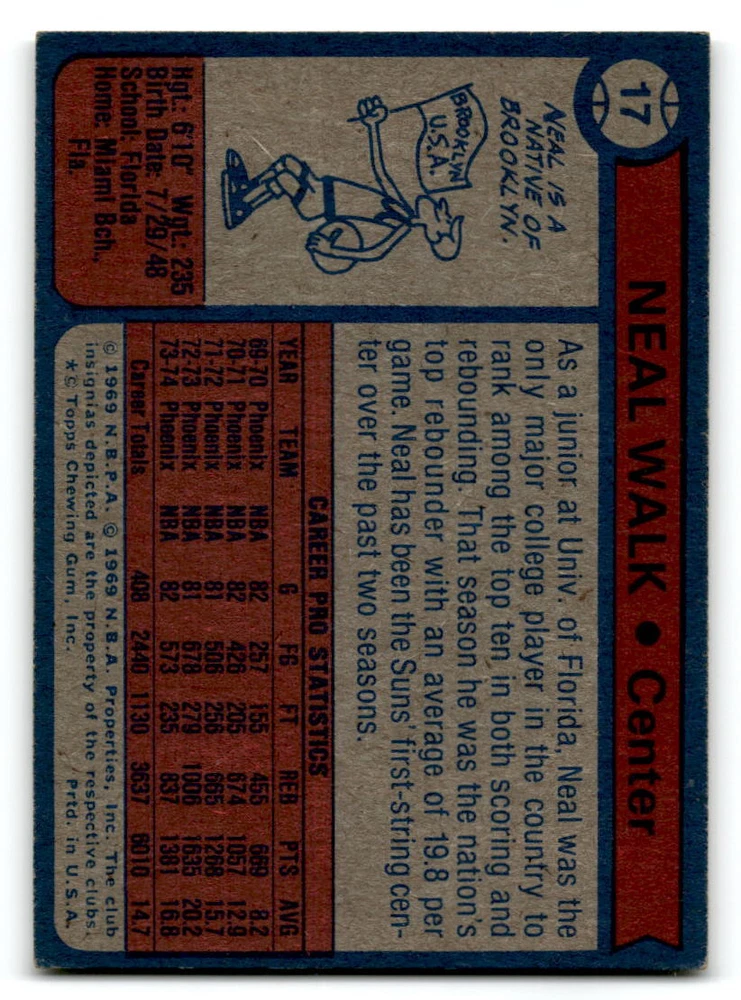 17
NEAL WALK • Center
NEAL IS A
NATIVE OF
BROOKLYN.
BROOKLYN
U.S.A.
Hgt.: 6'10" Wgt.: 235
Birth Date: 7/29/48
School: Florida
Home: Miami Bch.,
Fla.
As a junior at Univ. of Florida, Neal was the
only major college player in the country to
rank among the top ten in both scoring and
rebounding. That season he was the nation's
top rebounder with an average of 19.8 per
game. Neal has been the Suns' first-string cen-
ter over the past two seasons.
CAREER PRO STATISTICS
YEAR TEAM G FG FT REB PTS AVG
69-70 Phoenix NBA 82 257 155 455 669 8.2
70-71 Phoenix NBA 82 426 205 674 1057 12.9
71-72 Phoenix NBA 81 506 256 665 1268 15.7
72-73 Phoenix NBA 81 678 279 1006 1635 20.2
73-74 Phoenix NBA 82 573 235 837 1381 16.8
Career Totals 408 2440 1130 3637 6010 14.7
© 1969 N.B.P.A. © 1969 N.B.A. Properties, Inc. The club
insignias depicted are the property of the respective clubs.
*© Topps Chewing Gum, Inc. Prtd. in U.S.A.